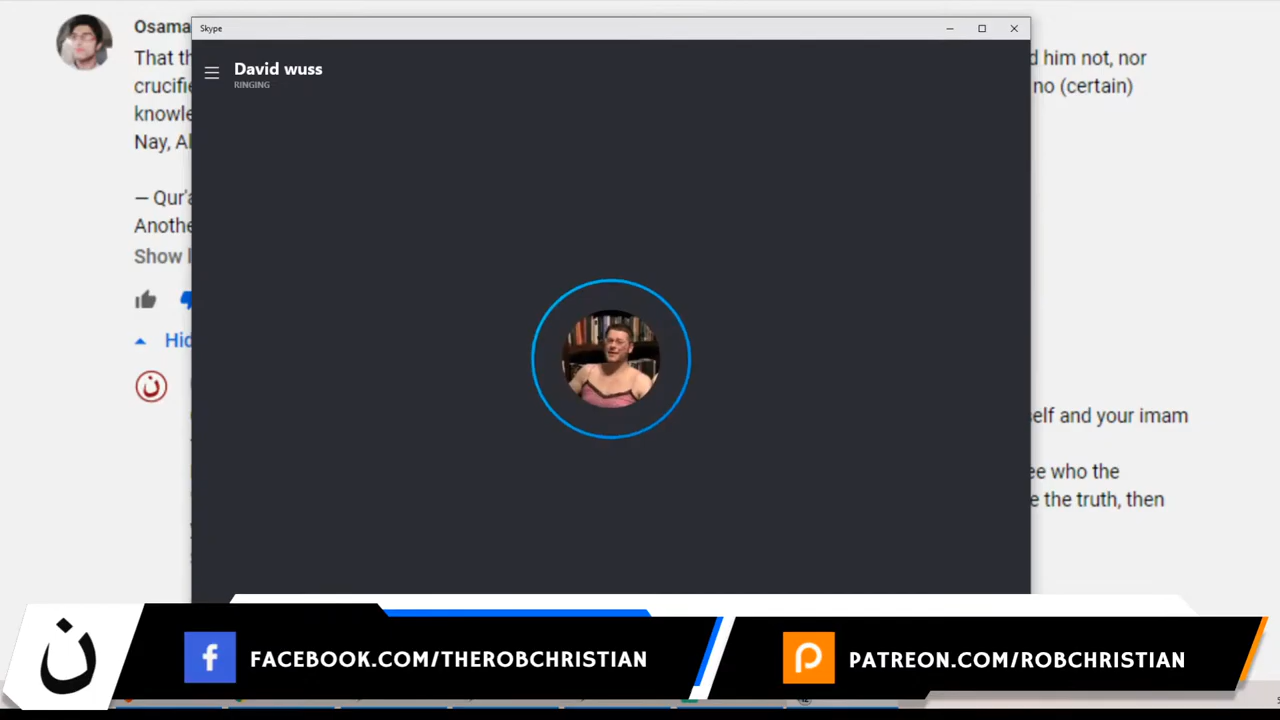 Osama
Skype
That th
David wuss
d him not, nor
RINGING
crucifie
no (certain)
knowle
Nay, Al
— Qur'a
Anothe
Show l
Hid
ن
self and your imam
ee who the
e the truth, then
ن
FACEBOOK.COM/THEROBCHRISTIAN
PATREON.COM/ROBCHRISTIAN